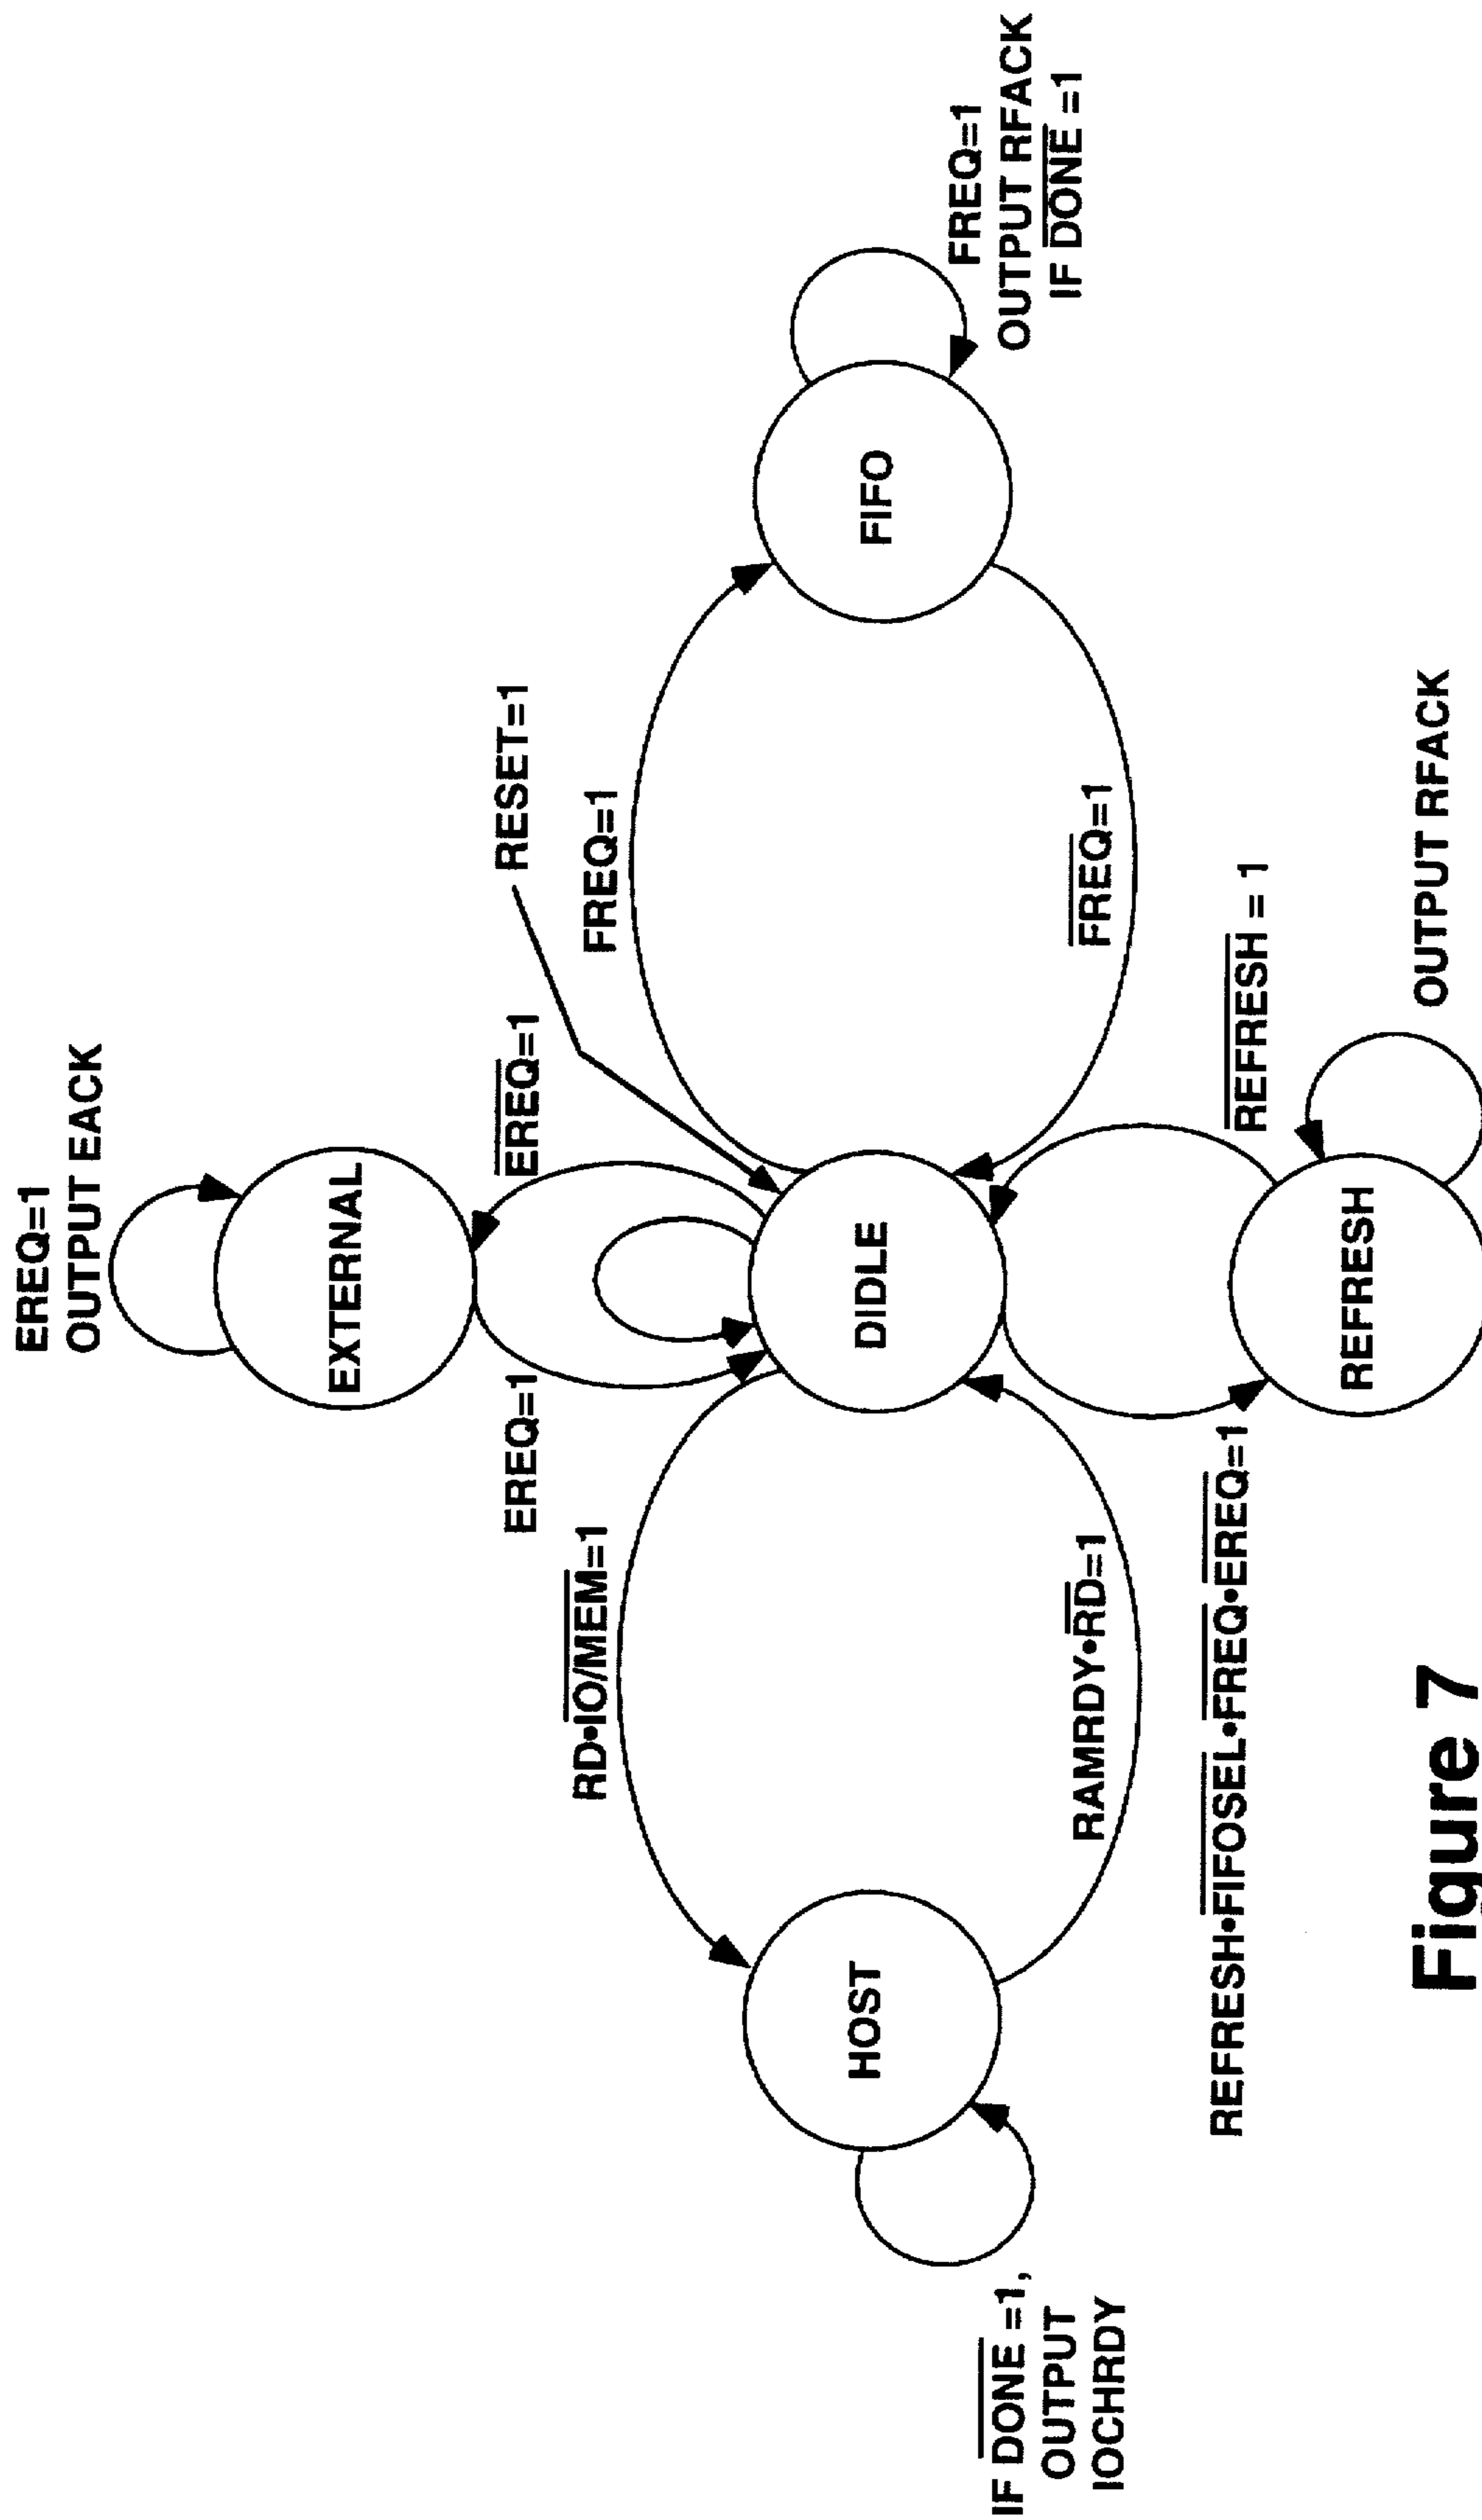 EREQ=1
OUTPUT EACK
EXTERNAL
EREQ=1
EREQ=1
RESET=1
RD•IO/MEM=1
FREQ=1
HOST
DIDLE
FIFO
FREQ=1
OUTPUT RFACK
IF DONE =1
IF DONE =1,
OUTPUT
IOCHRDY
RAMRDY•RD=1
FREQ=1
REFRESH•FIFOSEL•FREQ•EREQ=1
REFRESH = 1
REFRESH
OUTPUT RFACK
Figure 7